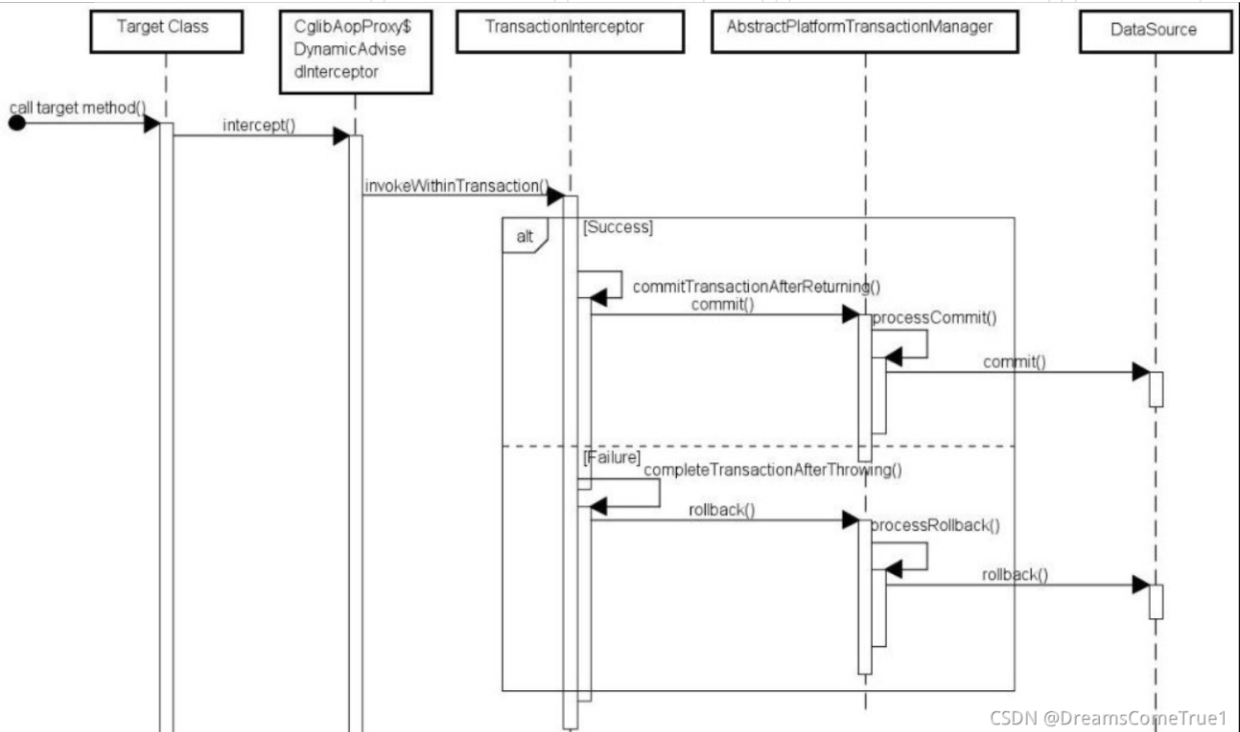 Target Class
CglibAopProxy$
DynamicAdvise
dInterceptor
TransactionInterceptor
AbstractPlatformTransactionManager
DataSource
call target method()
intercept()
invokeWithinTransaction()
alt
[Success]
commitTransactionAfterReturning()
commit()
processCommit()
commit()
[Failure]
completeTransactionAfterThrowing()
rollback()
processRollback()
rollback()
CSDN @DreamsComeTrue1